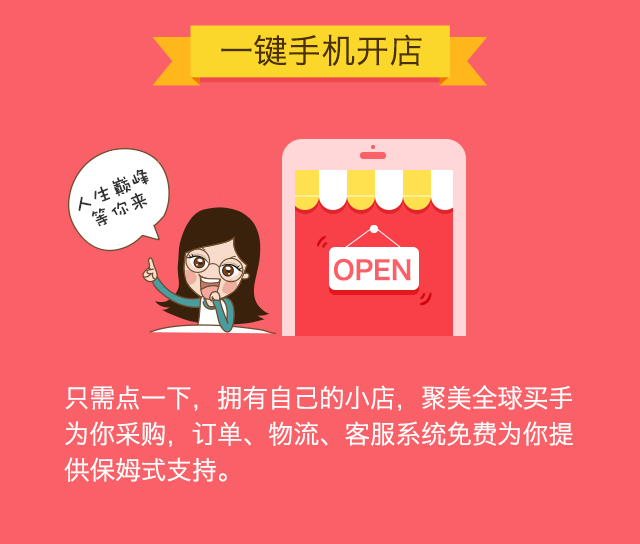 一键手机开店
人生巅峰
等你来
OPEN
只需点一下，拥有自己的小店，聚美全球买手
为你采购，订单、物流、客服系统免费为你提
供保姆式支持。